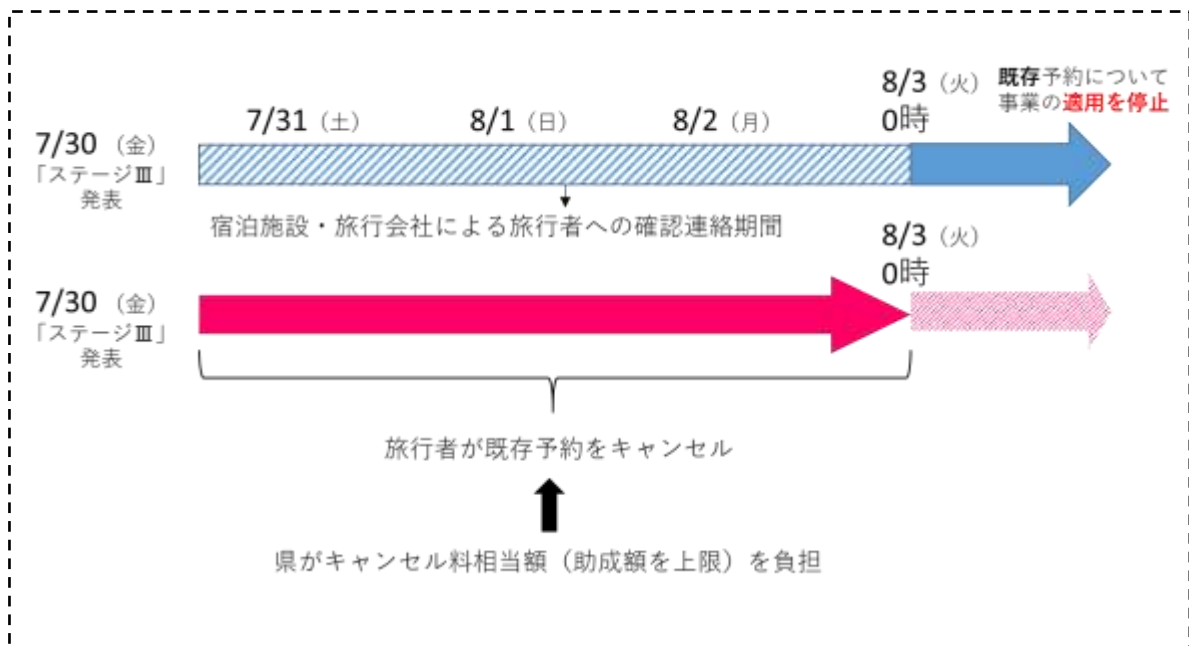 8/3（火）
0時
既存予約について
事業の適用を停止
7/31（土）
8/1（日）
8/2（月）
7/30（金）
「ステージⅢ」
発表
宿泊施設・旅行会社による旅行者への確認連絡期間
8/3（火）
0時
7/30（金）
「ステージⅢ」
発表
旅行者が既存予約をキャンセル
県がキャンセル料相当額（助成額を上限）を負担